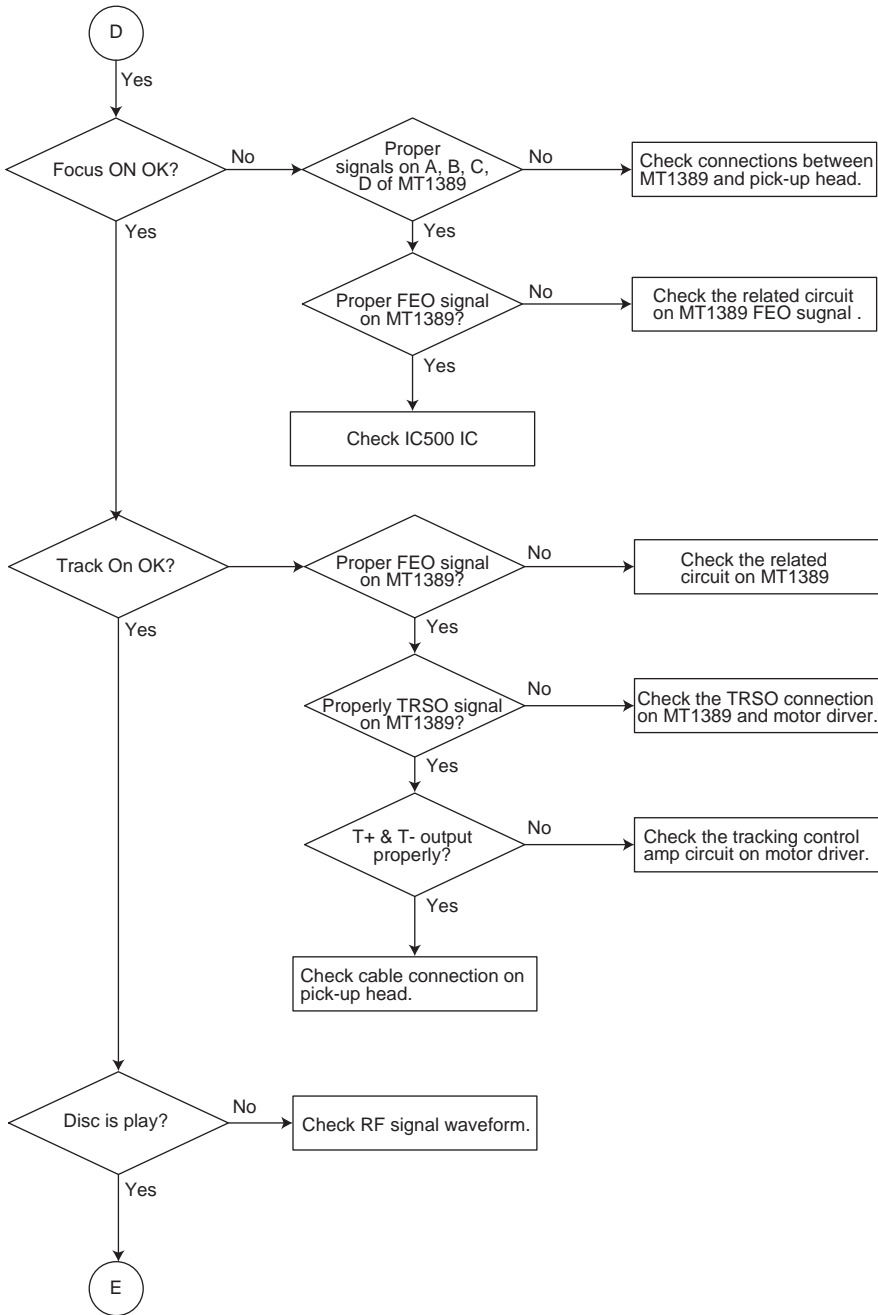 D
Yes
Focus ON OK?
No
Proper
signals on A, B, C,
D of MT1389
No
Check connections between
MT1389 and pick-up head.
Yes
Yes
Proper FEO signal
on MT1389?
No
Check the related circuit
on MT1389 FEO sugnal .
Yes
Check IC500 IC
Track On OK?
Proper FEO signal
on MT1389?
No
Check the related
circuit on MT1389
Yes
Yes
Properly TRSO signal
on MT1389?
No
Check the TRSO connection
on MT1389 and motor dirver.
Yes
T+ & T- output
properly?
No
Check the tracking control
amp circuit on motor driver.
Yes
Check cable connection on
pick-up head.
Disc is play?
No
Check RF signal waveform.
Yes
E